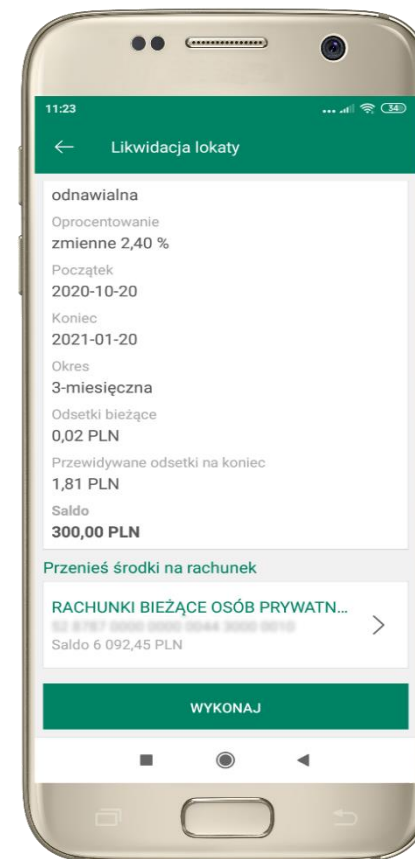 11:23
34
Likwidacja lokaty
odnawialna
Oprocentowanie
zmienne 2,40 %
Początek
2020-10-20
Koniec
2021-01-20
Okres
3-miesięczna
Odsetki bieżące
0,02 PLN
Przewidywane odsetki na koniec
1,81 PLN
Saldo
300,00 PLN
Przenieś środki na rachunek
RACHUNKI BIEŻĄCE OSÓB PRYWATN...
Saldo 6 092,45 PLN
WYKONAJ